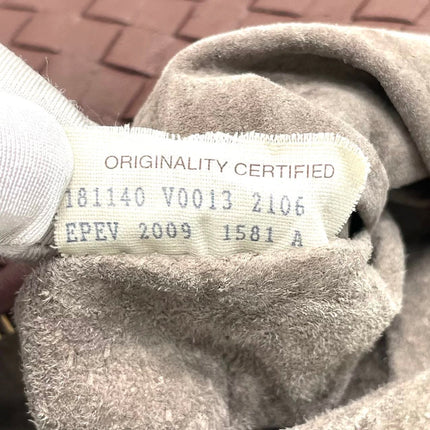 ORIGINALITY CERTIFIED
181140 V0013 2106
EPEV 2009 1581 A